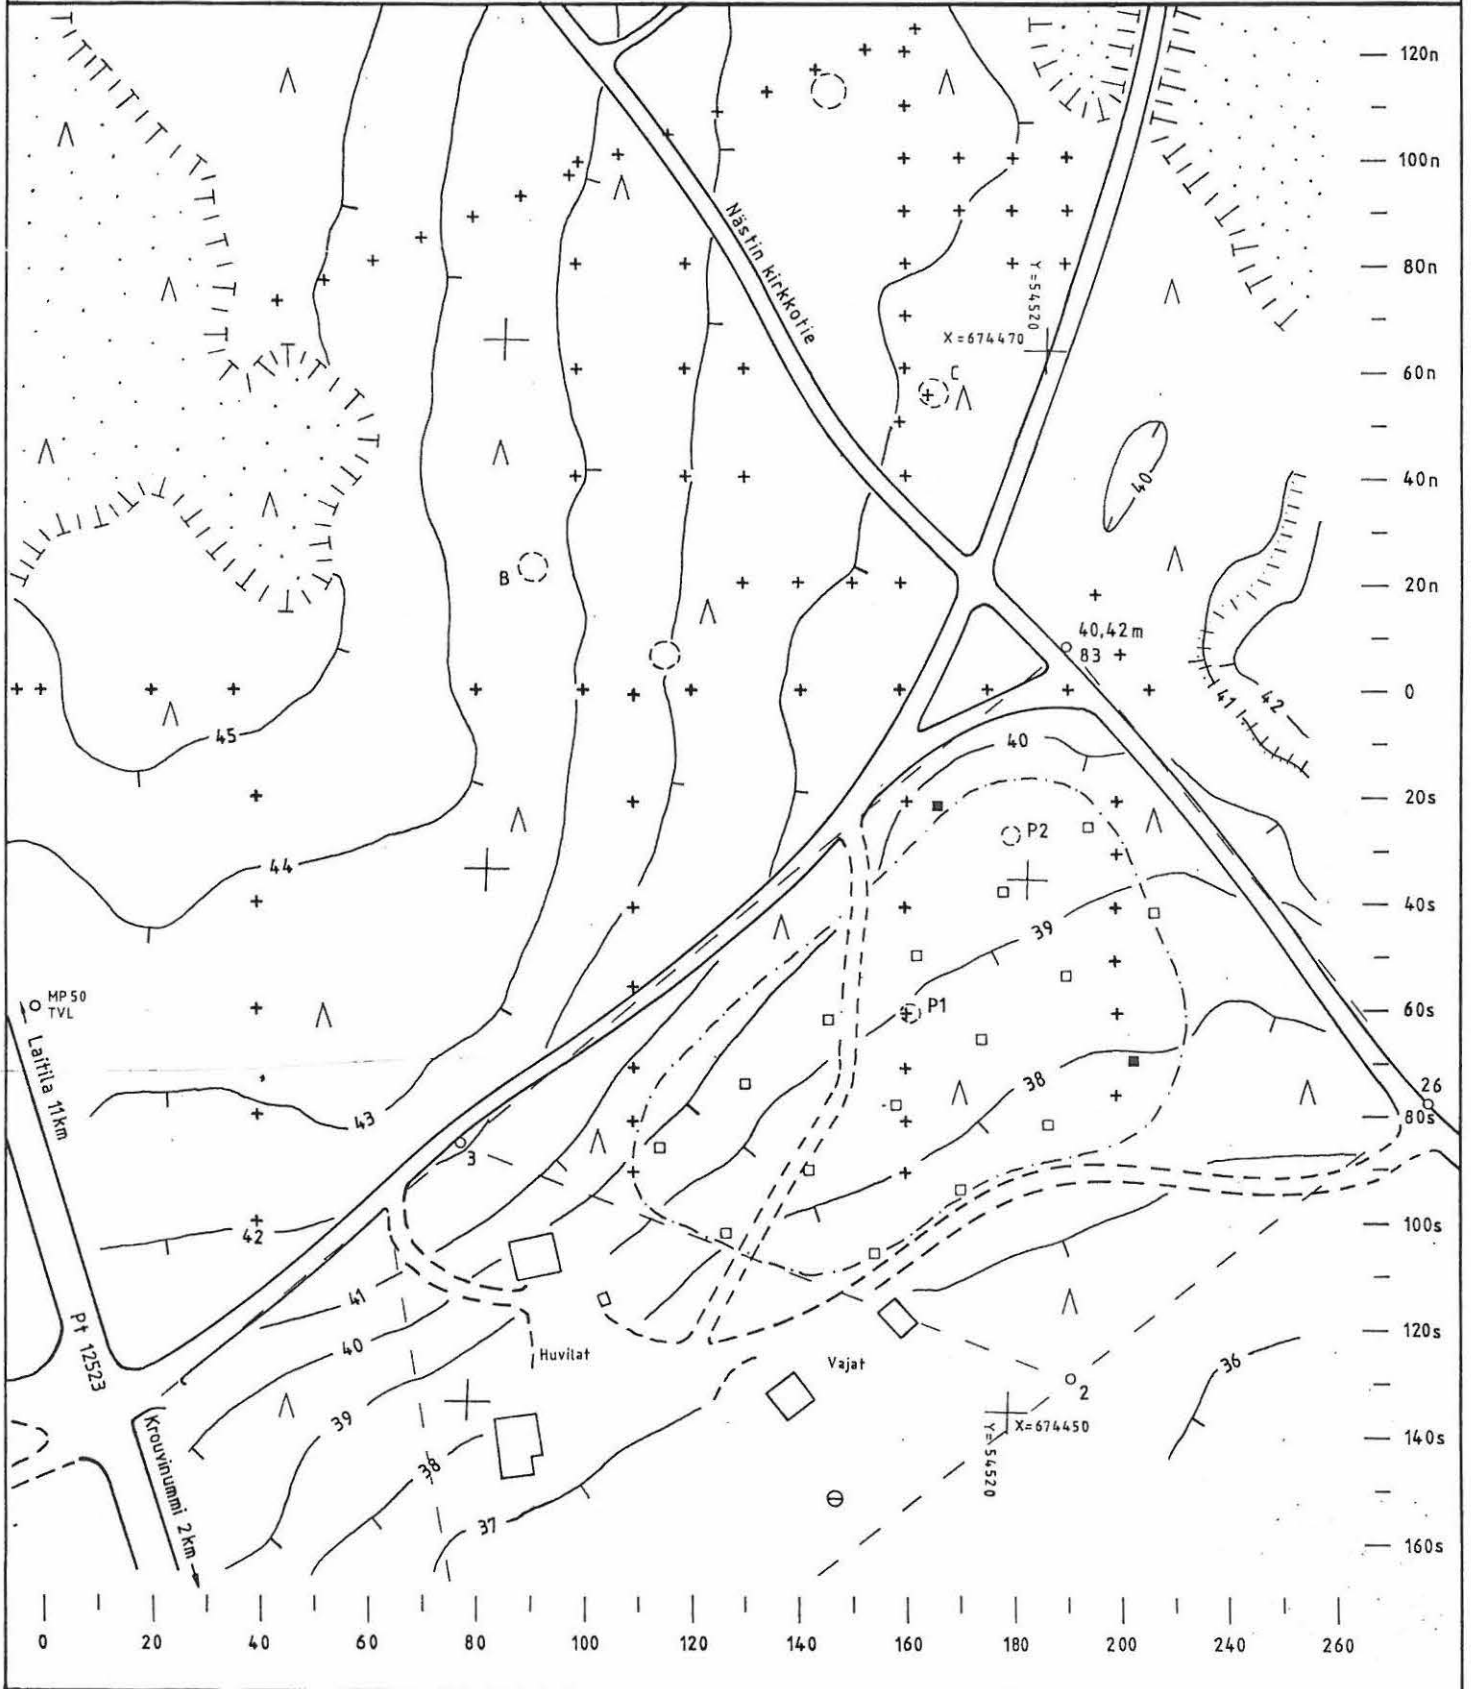 120n
100n
Nästin kirkkotie
80n
Y=54520
X=674470
60n
C
40n
40
B
20n
40,42 m
83
0
41
42
45
40
20s
P2
44
40s
39
MP 50
TVL
P1
60s
Laitila 11km
38
26
80s
43
3
100s
42
41
Pt 12523
40
Huvilat
Vajat
120s
36
2
39
X=674450
Y=54520
140s
Krouvinummi 2km
38
37
160s
0 20 40 60 80 100 120 140 160 180 200 220 240 260